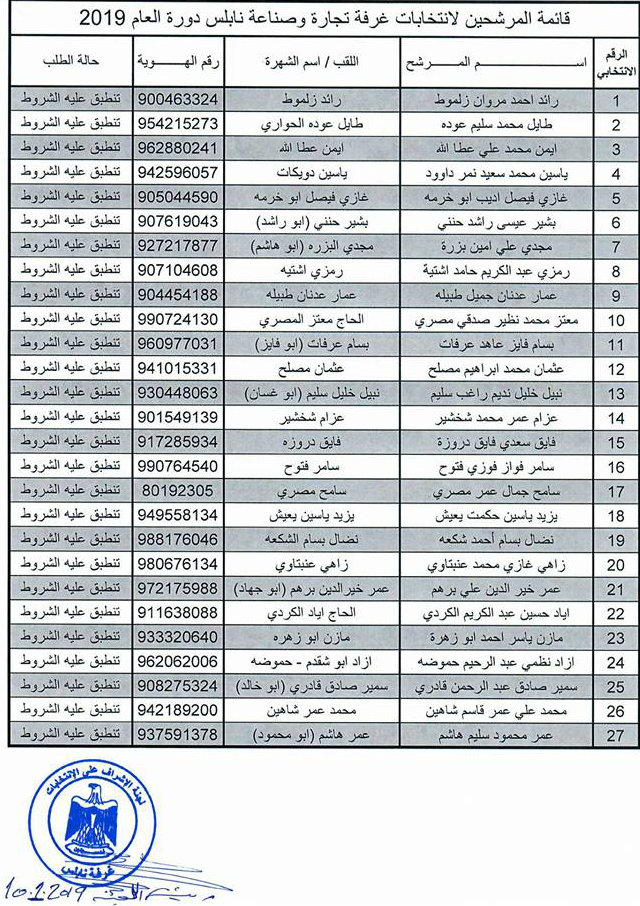 قائمة المرشحين لانتخابات غرفة تجارة وصناعة نابلس دورة العام 2019
الرقم الانتخابي اســـــم المـــــرشح اللقب / اسم الشهرة رقم الهـــــوية حالة الطلب
1 رائد احمد مروان زلموط رائد زلموط 900463324 تنطبق عليه الشروط
2 طايل محمد سليم عوده طايل عوده الحواري 954215273 تنطبق عليه الشروط
3 ايمن محمد علي عطا الله ايمن عطا الله 962880241 تنطبق عليه الشروط
4 ياسين محمد سعيد نمر داوود ياسين دويكات 942596057 تنطبق عليه الشروط
5 غازي فيصل اديب ابو خرمه غازي فيصل ابو خرمه 905044590 تنطبق عليه الشروط
6 بشير عيسى راشد حنني بشير حنني (ابو راشد) 907619043 تنطبق عليه الشروط
7 مجدي علي امين بزرة مجدي البزره (ابو هاشم) 927217877 تنطبق عليه الشروط
8 رمزي عبد الكريم حامد اشتية رمزي اشتيه 907104608 تنطبق عليه الشروط
9 عمار عدنان جميل طبيله عمار عدنان طبيله 904454188 تنطبق عليه الشروط
10 معتز محمد نظير صدقي مصري الحاج معتز المصري 990724130 تنطبق عليه الشروط
11 بسام فايز عاهد عرفات بسام عرفات (ابو فايز) 960977031 تنطبق عليه الشروط
12 عثمان محمد ابراهيم مصلح عثمان مصلح 941015331 تنطبق عليه الشروط
13 نبيل خليل نديم راغب سليم نبيل خليل سليم (ابو غسان) 930448063 تنطبق عليه الشروط
14 عزام عمر محمد شخشير عزام شخشير 901549139 تنطبق عليه الشروط
15 فايق سعدي فايق دروزة فايق دروزه 917285934 تنطبق عليه الشروط
16 سامر فواز فوزي فتوح سامر فتوح 990764540 تنطبق عليه الشروط
17 سامح جمال عمر مصري سامح مصري 80192305 تنطبق عليه الشروط
18 يزيد ياسين حكمت يعيش يزيد ياسين يعيش 949558134 تنطبق عليه الشروط
19 نضال بسام أحمد شكعه نضال بسام الشكعه 988176046 تنطبق عليه الشروط
20 زاهي غازي محمد عنبتاوي زاهي عنبتاوي 980676134 تنطبق عليه الشروط
21 عمر خير الدين علي برهم عمر خيرالدين برهم (ابو جهاد) 972175988 تنطبق عليه الشروط
22 اياد حسين عبد الكريم الكردي الحاج اياد الكردي 911638088 تنطبق عليه الشروط
23 مازن ياسر احمد ابو زهرة مازن ابو زهره 933320640 تنطبق عليه الشروط
24 ازاد نظمي عبد الرحيم حموضه ازاد ابو شقدم - حموضه 962062006 تنطبق عليه الشروط
25 سمير صادق عبد الرحمن قادري سمير صادق قادري (ابو خالد) 908275324 تنطبق عليه الشروط
26 محمد علي عمر قاسم شاهين محمد عمر شاهين 942189200 تنطبق عليه الشروط
27 عمر محمود سليم هاشم عمر هاشم (ابو محمود) 937591378 تنطبق عليه الشروط
لجنة الإشراف على الإنتخابات
فلسطين
غرفة نابلس
10.1.2019